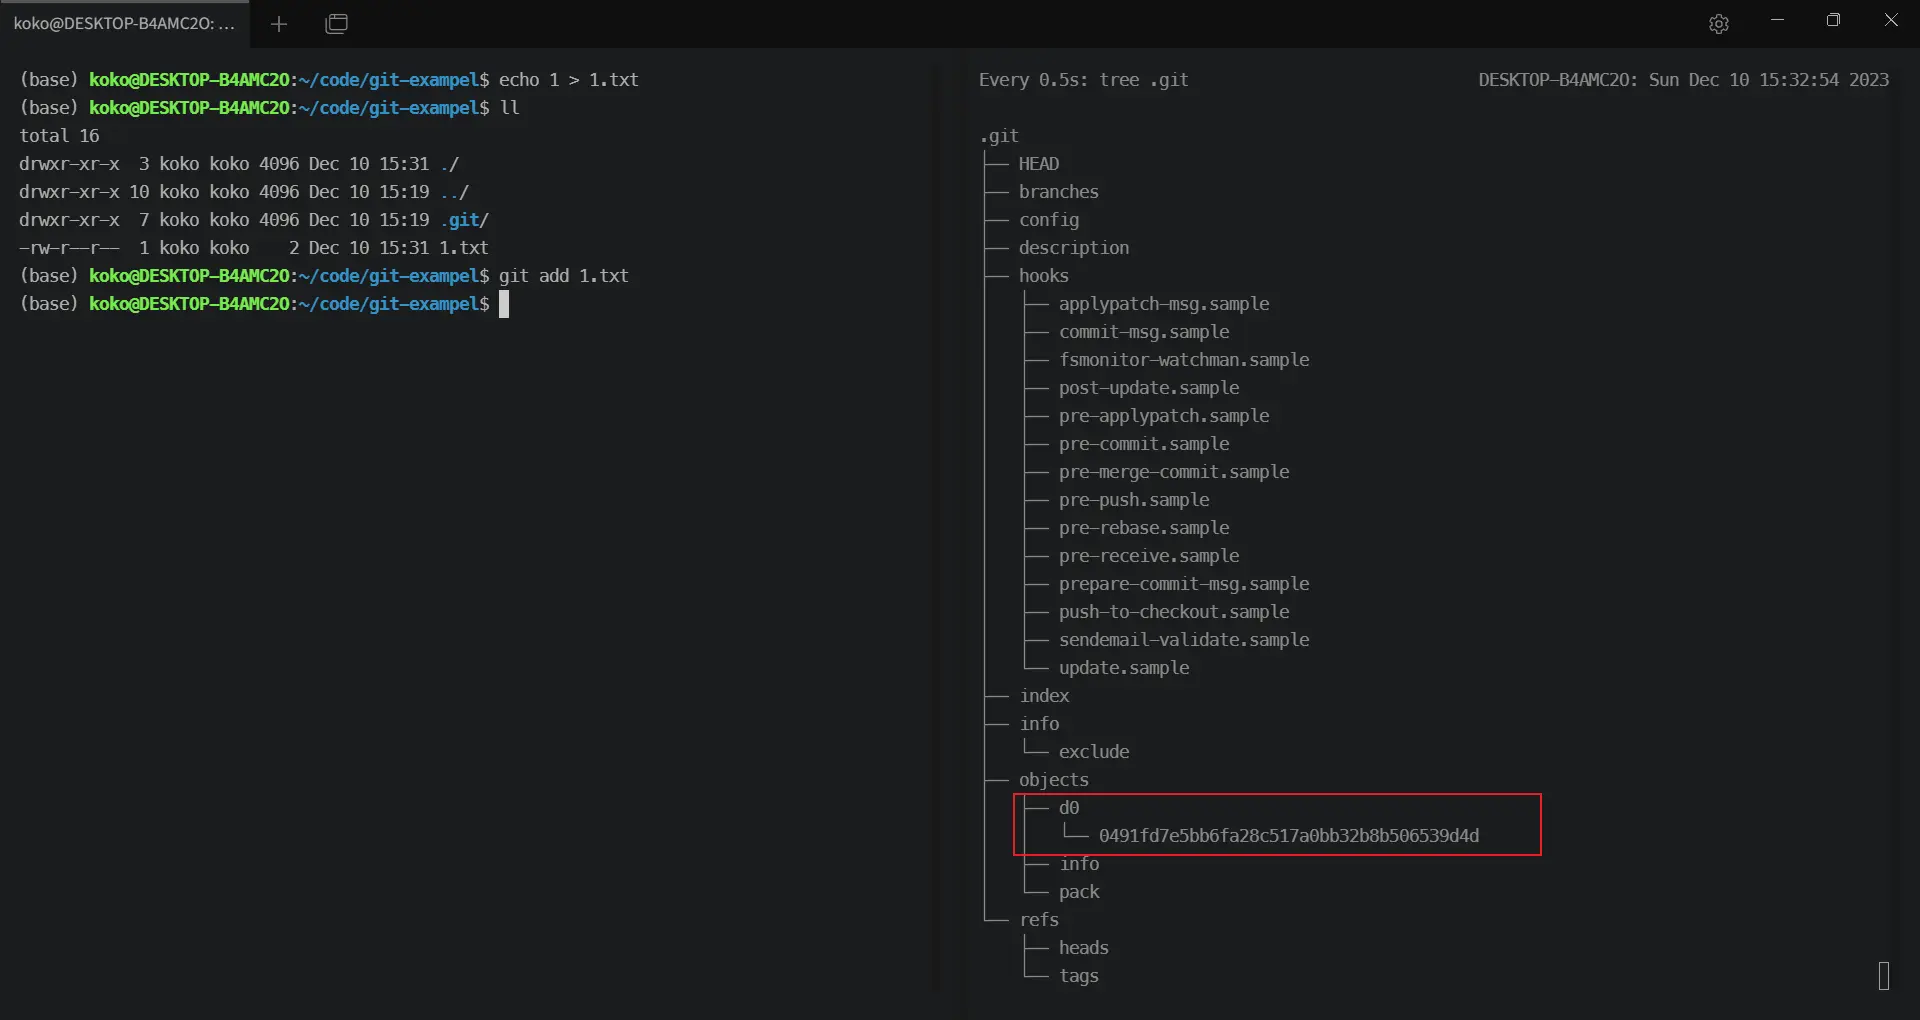 koko@DESKTOP-B4AMC2O: ...
(base) koko@DESKTOP-B4AMC2O:~/code/git-exampel$ echo 1 > 1.txt
(base) koko@DESKTOP-B4AMC2O:~/code/git-exampel$ ll
total 16
drwxr-xr-x  3 koko koko 4096 Dec 10 15:31 ./
drwxr-xr-x 10 koko koko 4096 Dec 10 15:19 ../
drwxr-xr-x  7 koko koko 4096 Dec 10 15:19 .git/
-rw-r--r--  1 koko koko    2 Dec 10 15:31 1.txt
(base) koko@DESKTOP-B4AMC2O:~/code/git-exampel$ git add 1.txt
(base) koko@DESKTOP-B4AMC2O:~/code/git-exampel$
Every 0.5s: tree .git DESKTOP-B4AMC2O: Sun Dec 10 15:32:54 2023
.git
├── HEAD
├── branches
├── config
├── description
├── hooks
│   ├── applypatch-msg.sample
│   ├── commit-msg.sample
│   ├── fsmonitor-watchman.sample
│   ├── post-update.sample
│   ├── pre-applypatch.sample
│   ├── pre-commit.sample
│   ├── pre-merge-commit.sample
│   ├── pre-push.sample
│   ├── pre-rebase.sample
│   ├── pre-receive.sample
│   ├── prepare-commit-msg.sample
│   ├── push-to-checkout.sample
│   ├── sendemail-validate.sample
│   └── update.sample
├── index
├── info
│   └── exclude
├── objects
│   ├── d0
│   │   └── 0491fd7e5bb6fa28c517a0bb32b8b506539d4d
│   ├── info
│   └── pack
└── refs
    ├── heads
    └── tags